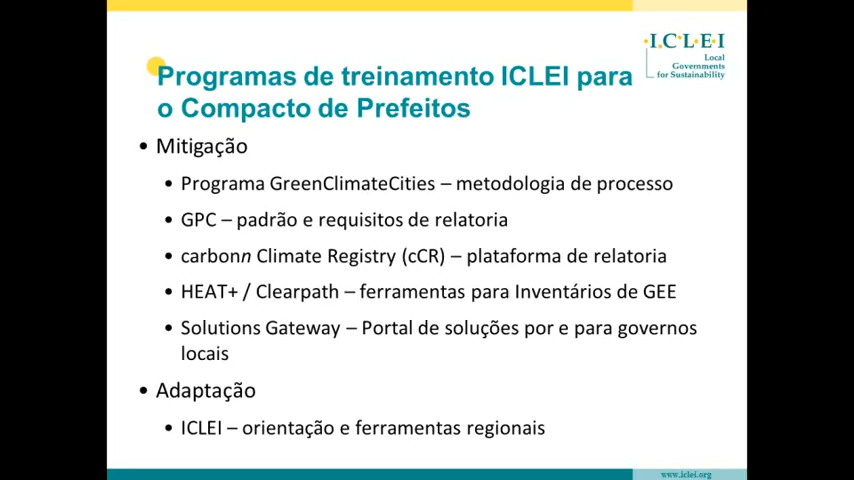 I.C.L.E.I
Local
Governments
for Sustainability
Programas de treinamento ICLEI para
o Compacto de Prefeitos
• Mitigação
• Programa GreenClimateCities – metodologia de processo
• GPC – padrão e requisitos de relatoria
• carbonn Climate Registry (cCR) – plataforma de relatoria
• HEAT+ / Clearpath – ferramentas para Inventários de GEE
• Solutions Gateway – Portal de soluções por e para governos
locais
• Adaptação
• ICLEI – orientação e ferramentas regionais
www.iclei.org